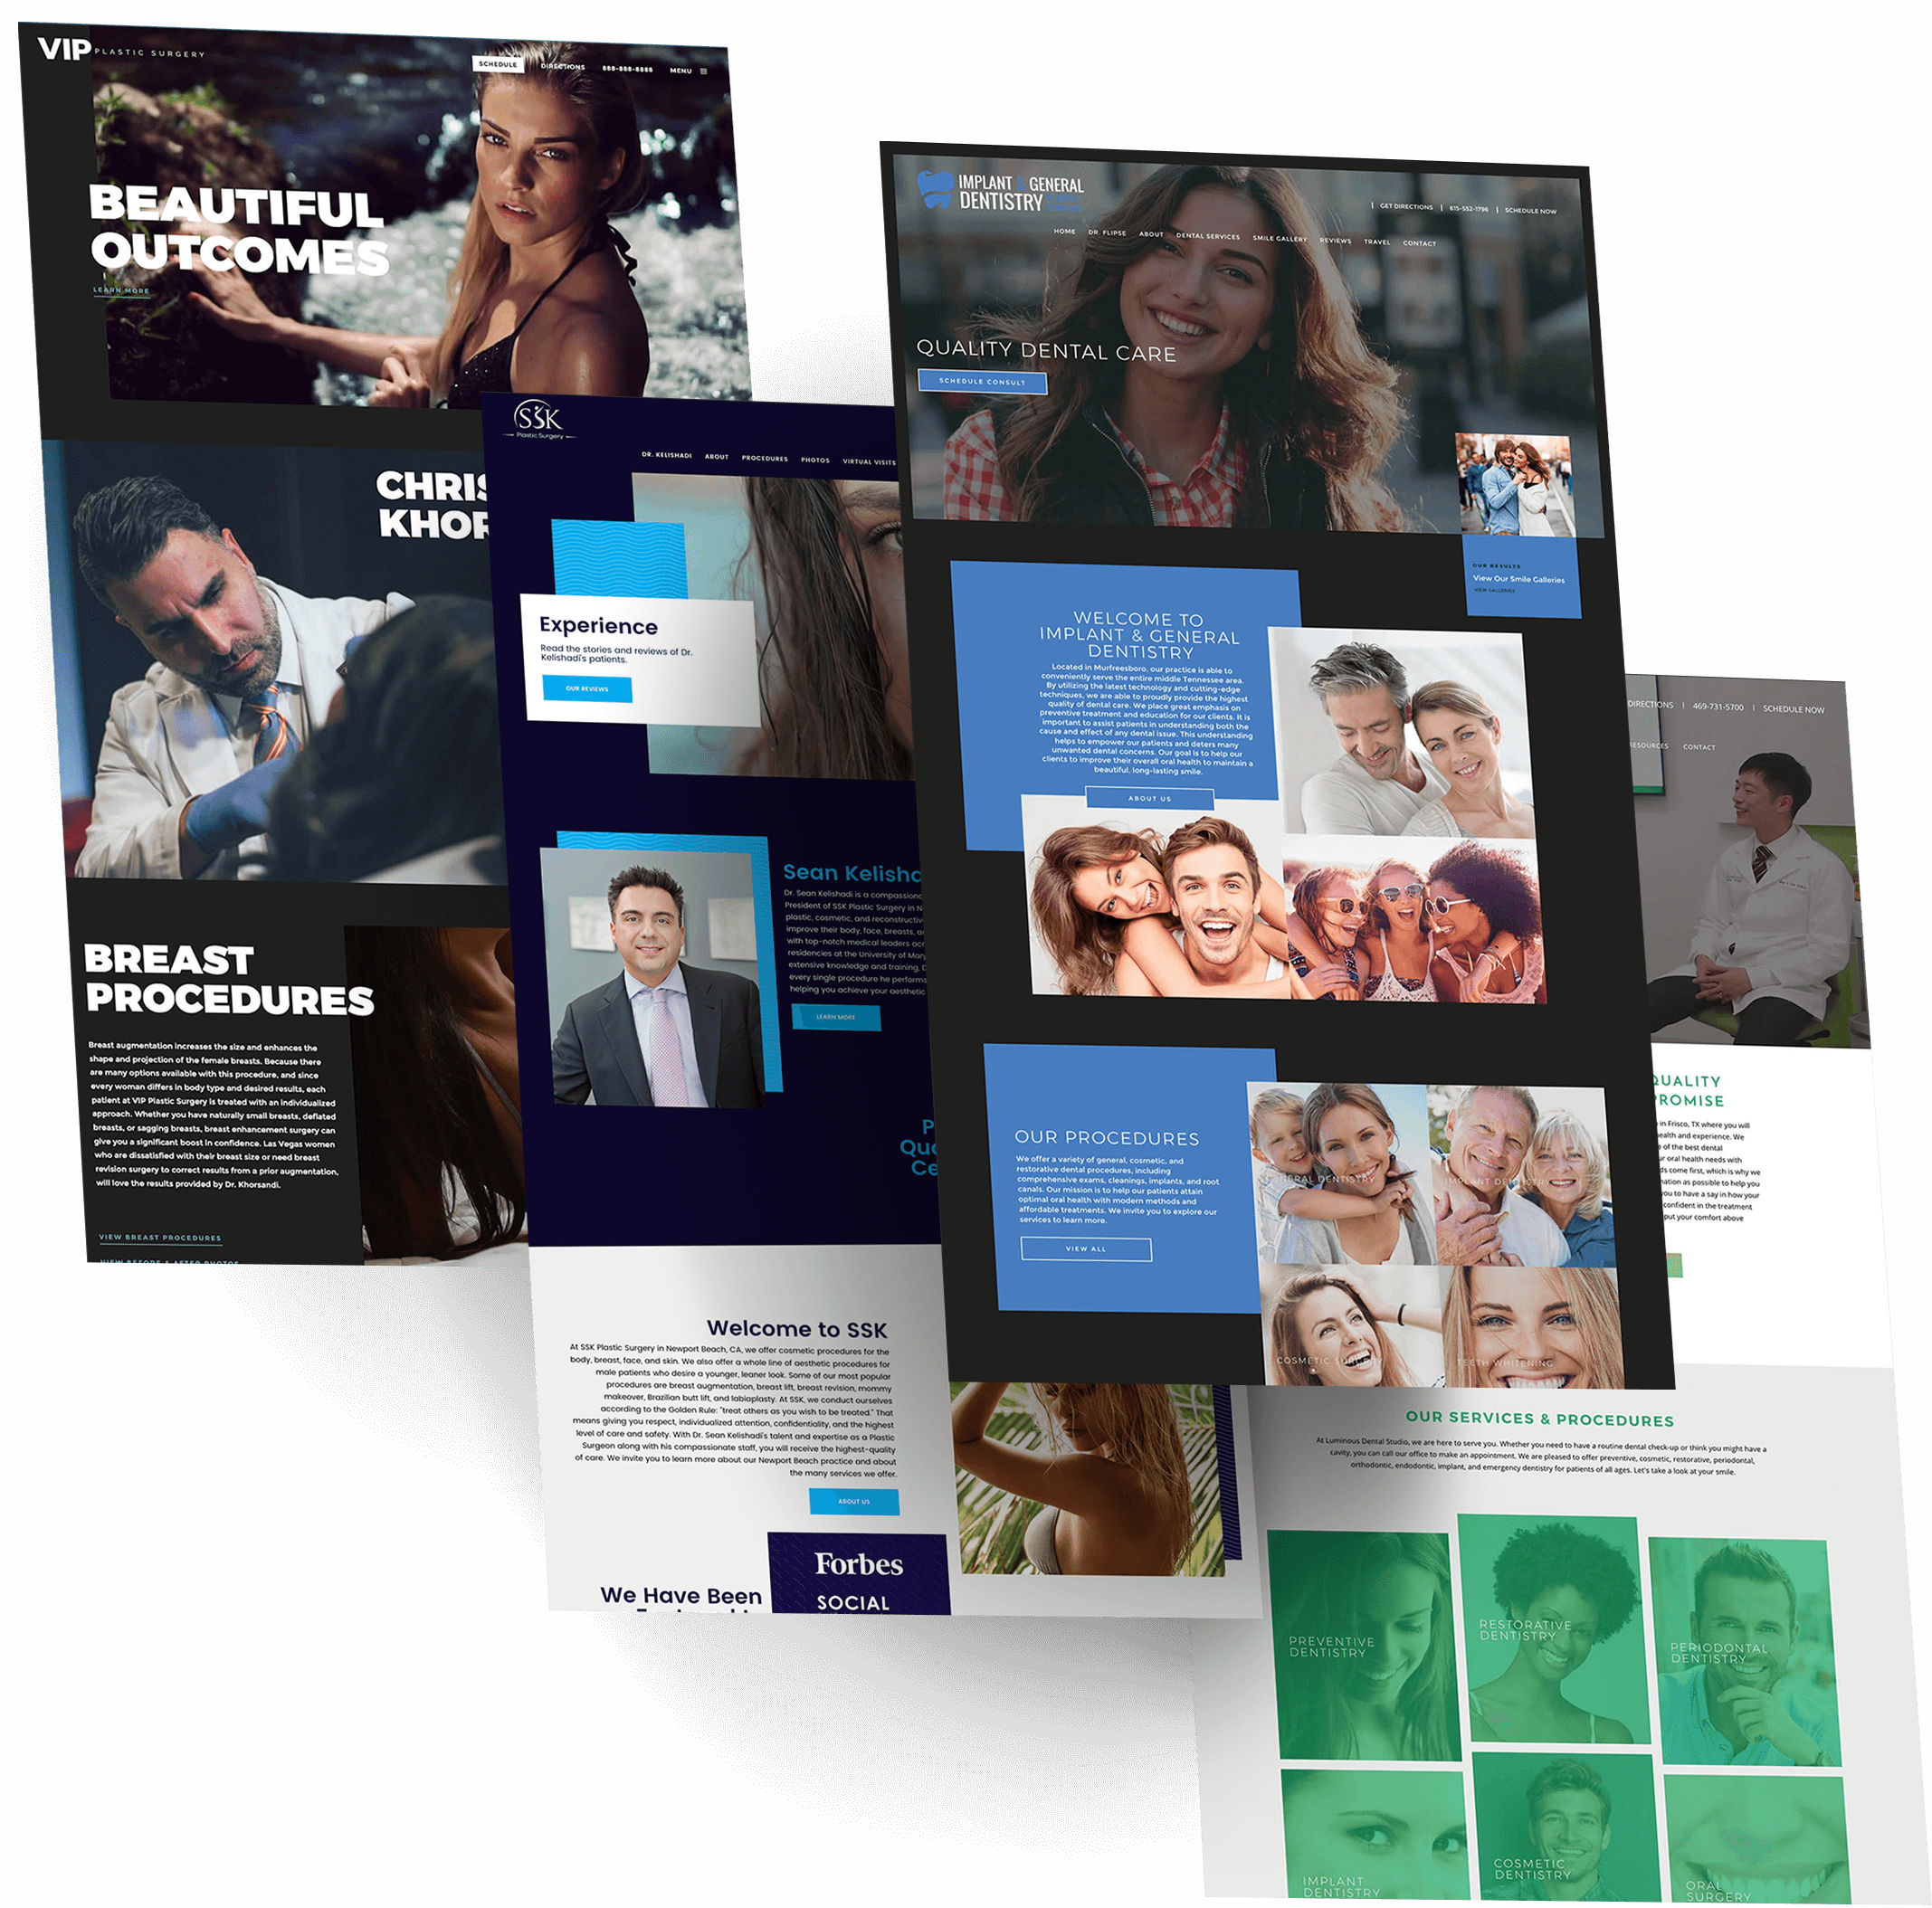 VIP PLASTIC SURGERY
SCHEDULE
DIRECTIONS
888-888-8888
MENU
BEAUTIFUL
OUTCOMES
LEARN MORE
CHRIS
KHOR
BREAST
PROCEDURES
Breast augmentation increases the size and enhances the
shape and projection of the female breasts. Because there
are many options available with this procedure, and since
every woman differs in body type and desired results, each
patient at VIP Plastic Surgery is treated with an individualized
approach. Whether you have naturally small breasts, deflated
breasts, or sagging breasts, breast enhancement surgery can
give you a significant boost in confidence. Las Vegas women
who are dissatisfied with their breast size or need breast
revision surgery to correct results from a prior augmentation,
will love the results provided by Dr. Khorsandi.
VIEW BREAST PROCEDURES
VIEW BEFORE & AFTER PHOTOS
SSK
Plastic Surgery
DR. KELISHADI
ABOUT
PROCEDURES
PHOTOS
VIRTUAL VISITS
Experience
Read the stories and reviews of Dr.
Kelishadi's patients.
OUR REVIEWS
Sean Kelisha
Dr. Sean Kelishadi is a compassion
President of SSK Plastic Surgery in N
plastic, cosmetic, and reconstructiv
improve their body, face, breasts, a
with top-notch medical leaders acr
residencies at the University of Mar
extensive knowledge and training, D
every single procedure he performs
helping you achieve your aesthetic
LEARN MORE
P
Qua
Ce
Welcome to SSK
At SSK Plastic Surgery in Newport Beach, CA, we offer cosmetic procedures for the
body, breast, face, and skin. We also offer a whole line of aesthetic procedures for
male patients who desire a younger, leaner look. Some of our most popular
procedures are breast augmentation, breast lift, breast revision, mommy
makeover, Brazilian butt lift, and labiaplasty. At SSK, we conduct ourselves
according to the Golden Rule: "treat others as you wish to be treated." That
means giving you respect, individualized attention, confidentiality, and the highest
level of care and safety. With Dr. Sean Kelishadi's talent and expertise as a Plastic
Surgeon along with his compassionate staff, you will receive the highest-quality
of care. We invite you to learn more about our Newport Beach practice and about
the many services we offer.
ABOUT US
We Have Been
Forbes
SOCIAL
IMPLANT & GENERAL
DENTISTRY
GET DIRECTIONS | 615-552-1796 | SCHEDULE NOW
HOME
DR. FLIPSE
ABOUT
DENTAL SERVICES
SMILE GALLERY
REVIEWS
TRAVEL
CONTACT
QUALITY DENTAL CARE
SCHEDULE CONSULT
OUR RESULTS
View Our Smile Galleries
VIEW GALLERIES
WELCOME TO
IMPLANT & GENERAL
DENTISTRY
Located in Murfreesboro, our practice is able to
conveniently serve the entire middle Tennessee area.
By utilizing the latest technology and cutting-edge
techniques, we are able to proudly provide the highest
quality of dental care. We place great emphasis on
preventive treatment and education for our clients. It is
important to assist patients in understanding both the
cause and effect of any dental issue. This understanding
helps to empower our patients and deters many
unwanted dental concerns. Our goal is to help our
clients to improve their overall oral health to maintain a
beautiful, long-lasting smile.
ABOUT US
OUR PROCEDURES
We offer a variety of general, cosmetic, and
restorative dental procedures, including
comprehensive exams, cleanings, implants, and root
canals. Our mission is to help our patients attain
optimal oral health with modern methods and
affordable treatments. We invite you to explore our
services to learn more.
VIEW ALL
GENERAL DENTISTRY
IMPLANT DENTISTRY
COSMETIC SURGERY
TEETH WHITENING
DIRECTIONS | 469-731-5700 | SCHEDULE NOW
RESOURCES
CONTACT
QUALITY
PROMISE
in Frisco, TX where you will
ealth and experience. We
e of the best dental
ur oral health needs with
ds come first, which is why we
mation as possible to help you
you to have a say in how your
confident in the treatment
put your comfort above
OUR SERVICES & PROCEDURES
At Luminous Dental Studio, we are here to serve you. Whether you need to have a routine dental check-up or think you might have a
cavity, you can call our office to make an appointment. We are pleased to offer preventive, cosmetic, restorative, periodontal,
orthodontic, endodontic, implant, and emergency dentistry for patients of all ages. Let's take a look at your smile.
PREVENTIVE
DENTISTRY
RESTORATIVE
DENTISTRY
PERIODONTAL
DENTISTRY
IMPLANT
DENTISTRY
COSMETIC
DENTISTRY
ORAL
SURGERY